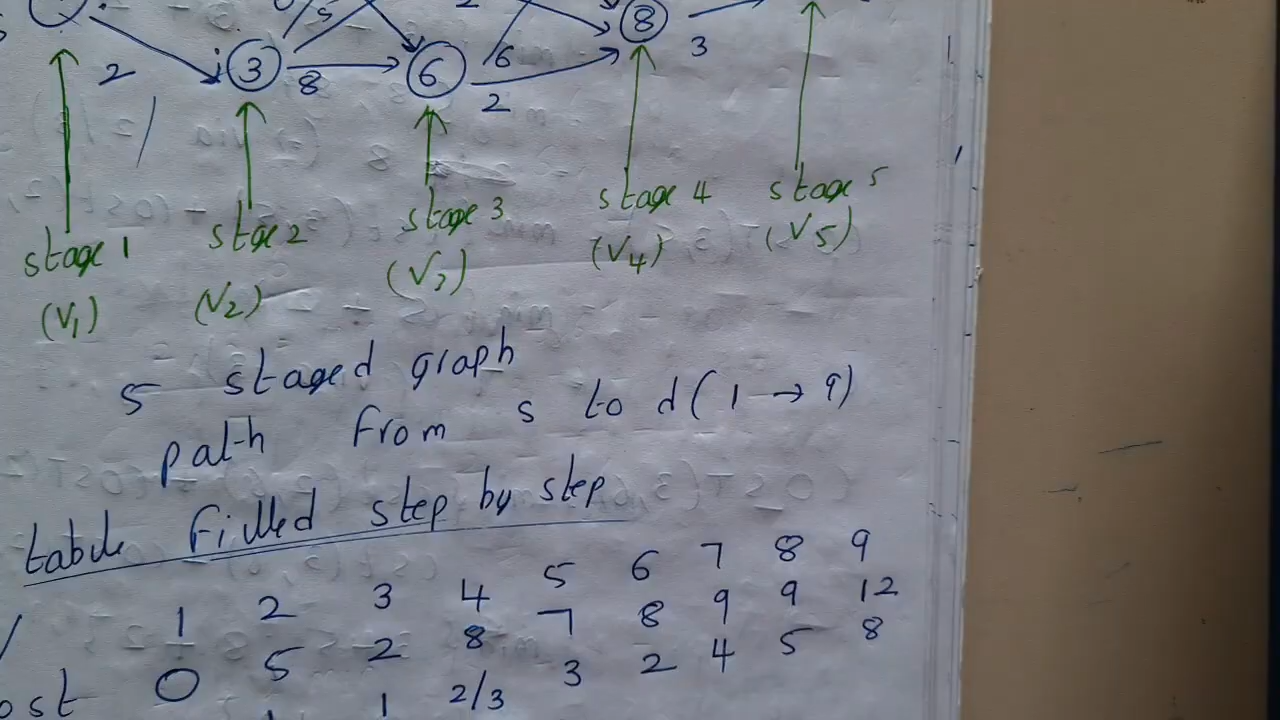 8
2
3
8
6
6
2
3
stage 1
stage 2
stage 3
stage 4
stage 5
(V1)
(V2)
(V3)
(V4)
(V5)
5 staged graph
path from s to d (1 → 9)
table filled step by step
1 2 3 4 5 6 7 8 9
ost 0 5 2 8 7 8 9 9 12
1 1 2/3 3 2 4 5 8